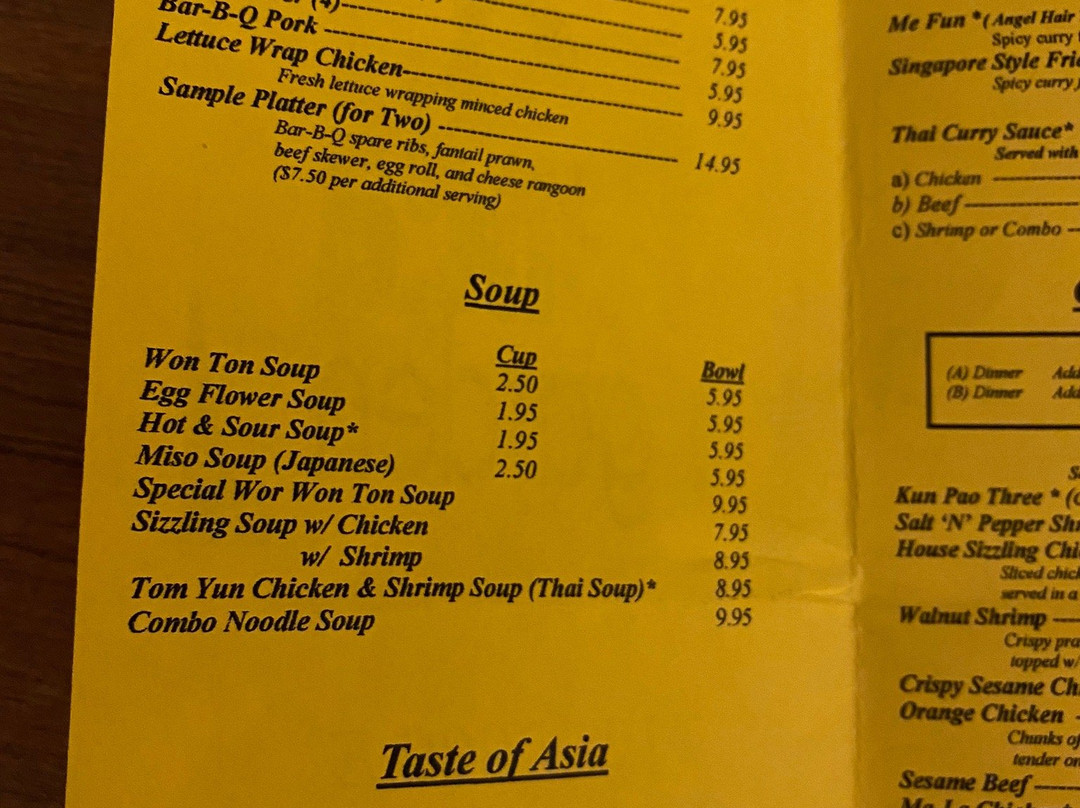 (4)
7.95
Bar-B-Q Pork 5.95
Lettuce Wrap Chicken 7.95
5.95
Fresh lettuce wrapping minced chicken
Sample Platter (for Two) 9.95
14.95
Bar-B-Q spare ribs, fantail prawn,
beef skewer, egg roll, and cheese rangoon
($7.50 per additional serving)
Soup
Cup Bowl
Won Ton Soup 2.50 5.95
Egg Flower Soup 1.95 5.95
Hot & Sour Soup* 1.95 5.95
Miso Soup (Japanese) 2.50 5.95
Special Wor Won Ton Soup 9.95
Sizzling Soup w/ Chicken 7.95
w/ Shrimp 8.95
Tom Yun Chicken & Shrimp Soup (Thai Soup)* 8.95
Combo Noodle Soup 9.95
Taste of Asia
Me Fun *(Angel Hair
Spicy curry
Singapore Style
Spicy curry
Thai Curry Sauce*
Served with
a) Chicken
b) Beef
c) Shrimp or Combo
(A) Dinner
(B) Dinner
Kun Pao Three *
Salt 'N' Pepper
House Sizzling
Sliced
served in a
Walnut Shrimp
Crispy
topped w/
Crispy Sesame
Orange Chicken
Chunks of
tender
Sesame Beef